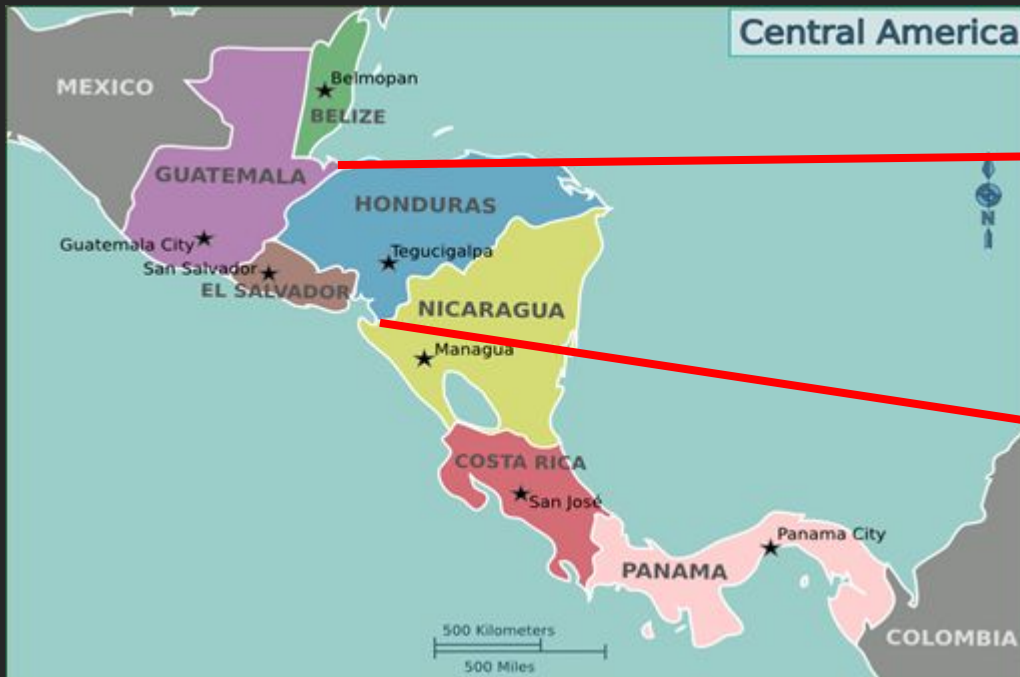 Central America
MEXICO
Belmopan
BELIZE
GUATEMALA
HONDURAS
N
Guatemala City
Tegucigalpa
San Salvador
EL SALVADOR
NICARAGUA
Managua
COSTA RICA
San José
Panama City
PANAMA
500 Kilometers
COLOMBIA
500 Miles